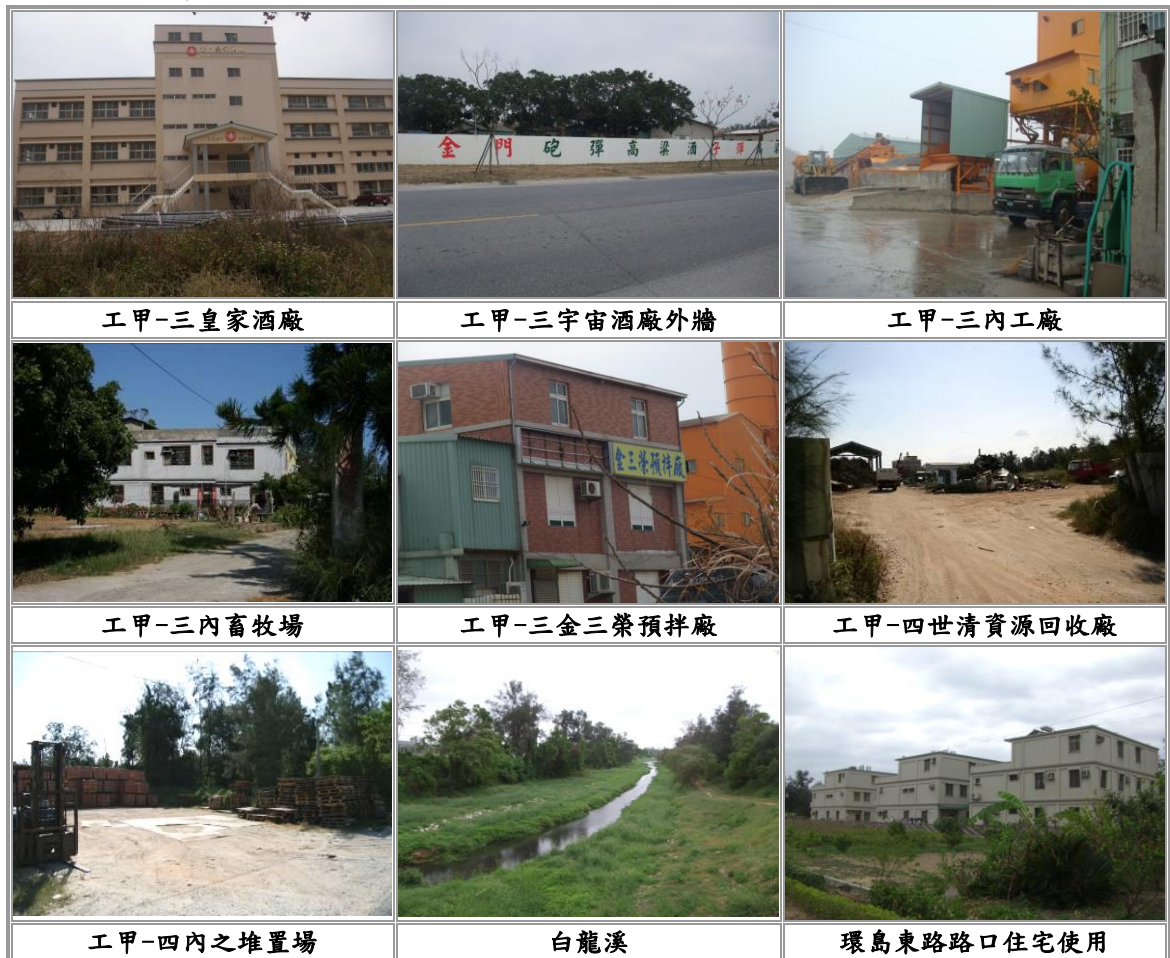 金門 砲彈高粱酒
工甲-三皇家酒廠
工甲-三宇宙酒廠外牆
工甲-三內工廠
金三榮預拌廠
工甲-三內畜牧場
工甲-三金三榮預拌廠
工甲-四世清資源回收廠
工甲-四內之堆置場
白龍溪
環島東路路口住宅使用